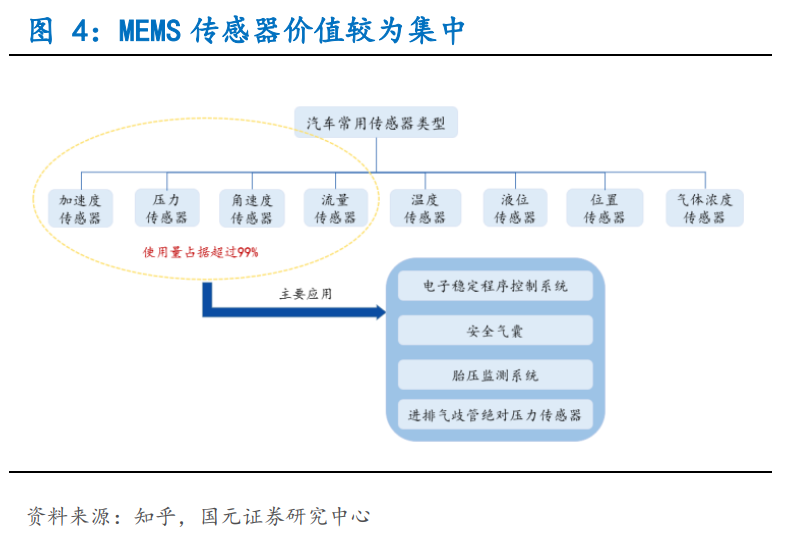 图 4：MEMS 传感器价值较为集中
汽车常用传感器类型
加速度
传感器
压力
传感器
角速度
传感器
流量
传感器
温度
传感器
液位
传感器
位置
传感器
气体浓度
传感器
使用量占据超过99%
主要应用
电子稳定程序控制系统
安全气囊
胎压监测系统
进排气歧管绝对压力传感器
资料来源：知乎，国元证券研究中心